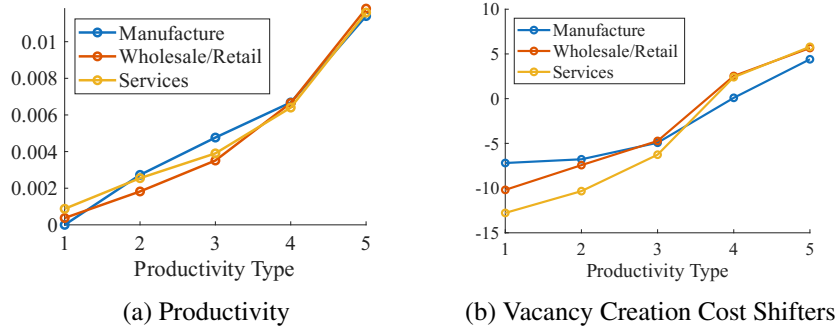 0.01
0.008
0.006
0.004
0.002
0
Manufacture
Wholesale/Retail
Services
1 2 3 4 5
Productivity Type
(a) Productivity
10
5
0
-5
-10
-15
Manufacture
Wholesale/Retail
Services
1 2 3 4 5
Productivity Type
(b) Vacancy Creation Cost Shifters